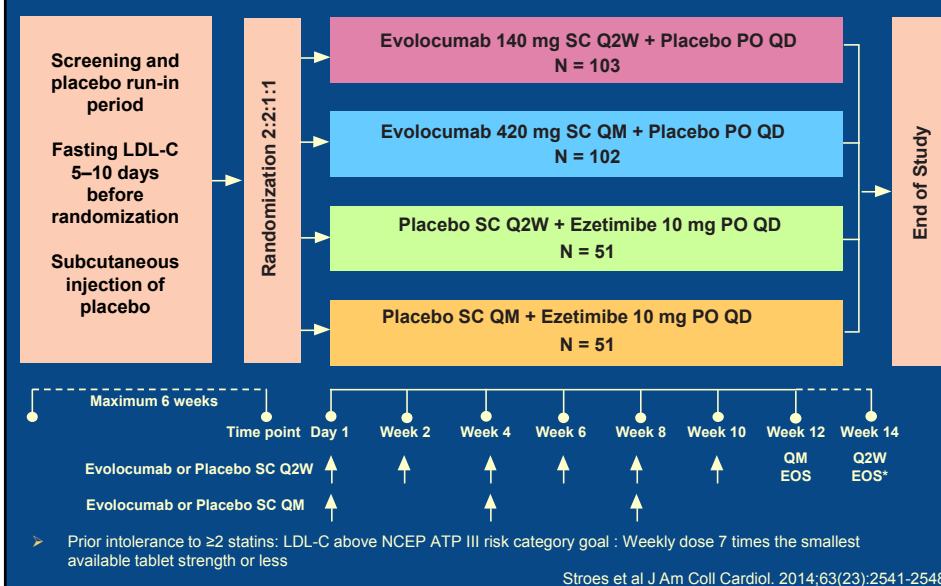 Screening and
placebo run-in
period
Fasting LDL-C
5–10 days
before
randomization
Subcutaneous
injection of
placebo
Randomization 2:2:1:1
Evolocumab 140 mg SC Q2W + Placebo PO QD
N = 103
Evolocumab 420 mg SC QM + Placebo PO QD
N = 102
Placebo SC Q2W + Ezetimibe 10 mg PO QD
N = 51
Placebo SC QM + Ezetimibe 10 mg PO QD
N = 51
End of Study
Maximum 6 weeks
Time point Day 1 Week 2 Week 4 Week 6 Week 8 Week 10 Week 12 Week 14
Evolocumab or Placebo SC Q2W
QM
EOS
Q2W
EOS*
Evolocumab or Placebo SC QM
Prior intolerance to ≥2 statins: LDL-C above NCEP ATP III risk category goal : Weekly dose 7 times the smallest
available tablet strength or less
Stroes et al J Am Coll Cardiol. 2014;63(23):2541-2548